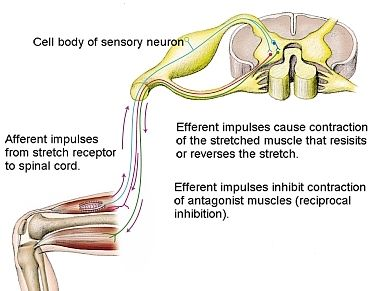 Cell body of sensory neuron
Afferent impulses
from stretch receptor
to spinal cord.
Efferent impulses cause contraction
of the stretched muscle that resisits
or reverses the stretch.
Efferent impulses inhibit contraction
of antagonist muscles (reciprocal
inhibition).